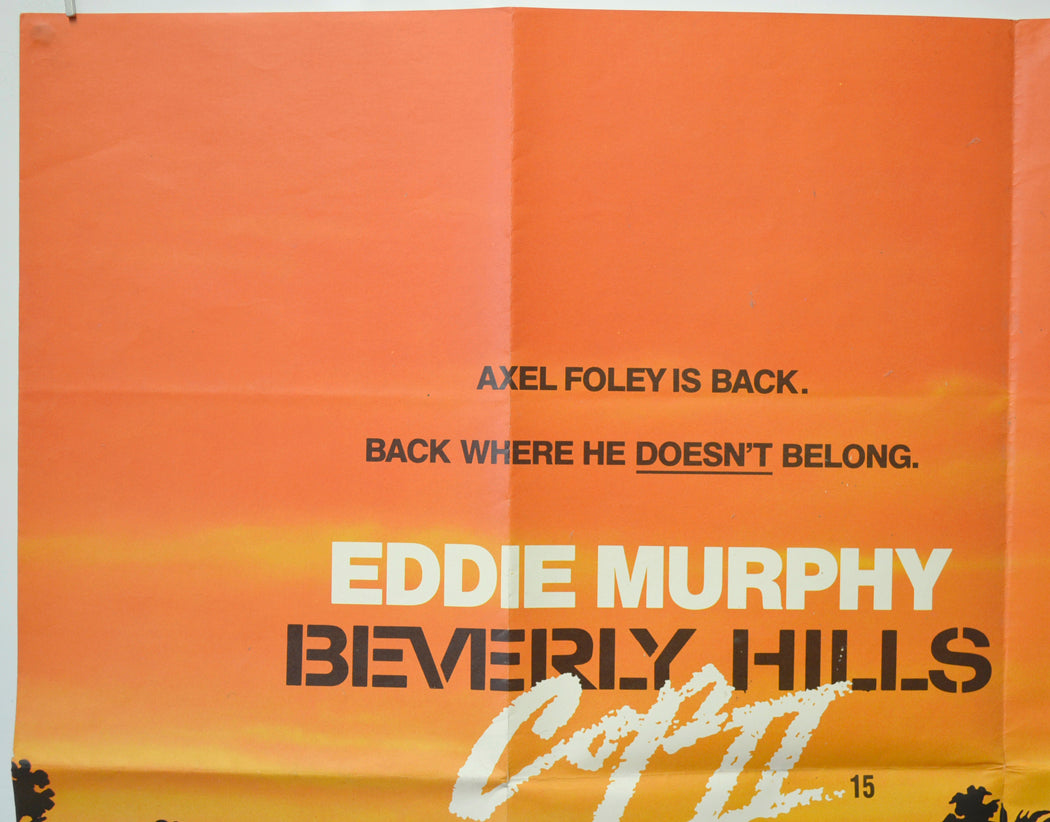 AXEL FOLEY IS BACK.
BACK WHERE HE DOESN'T BELONG.
EDDIE MURPHY
BEVERLY HILLS
COP II
15